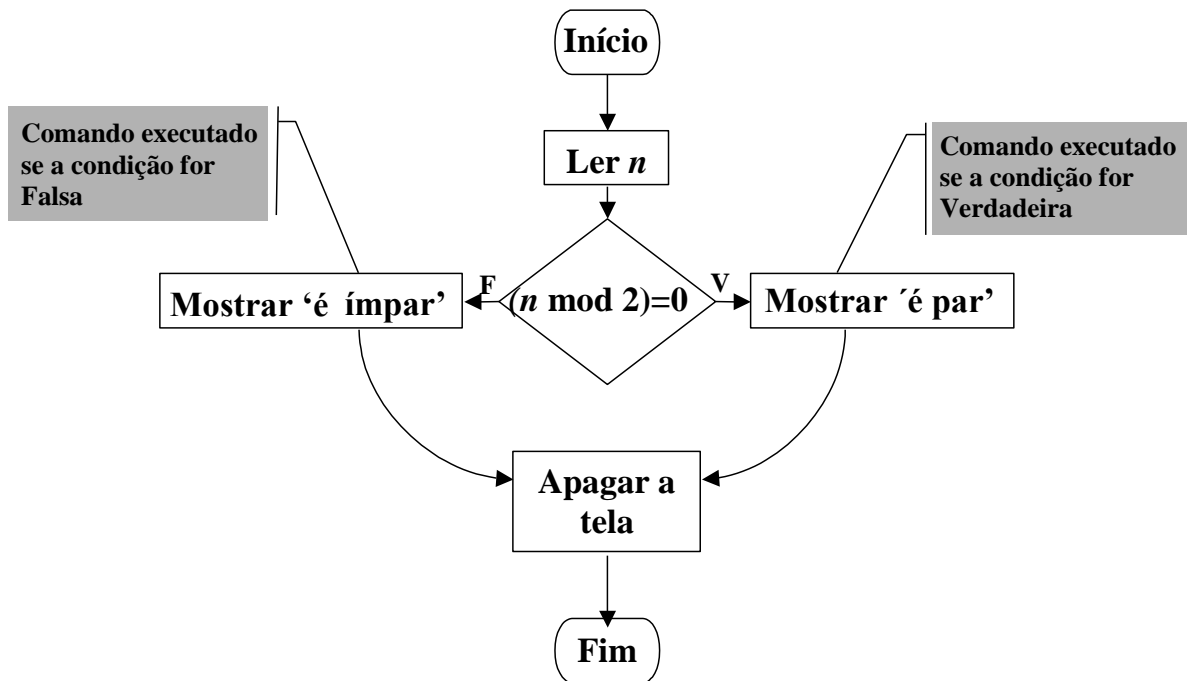 Início
Comando executado
se a condição for
Falsa
Ler n
Comando executado
se a condição for
Verdadeira
F
V
Mostrar ‘é ímpar’
(n mod 2)=0
Mostrar ´é par’
Apagar a
tela
Fim